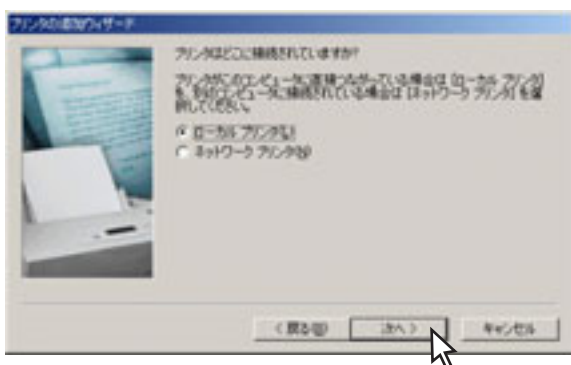 プリンタの追加ウィザード
プリンタはどこに接続されていますか?
プリンタがこのコンピュータに直接つながっている場合は [ローカル プリンタ]
を、別のコンピュータに接続されている場合は [ネットワーク プリンタ] を選
択してください。
ローカル プリンタ(L)
ネットワーク プリンタ(N)
< 戻る(B)
次へ >
キャンセル